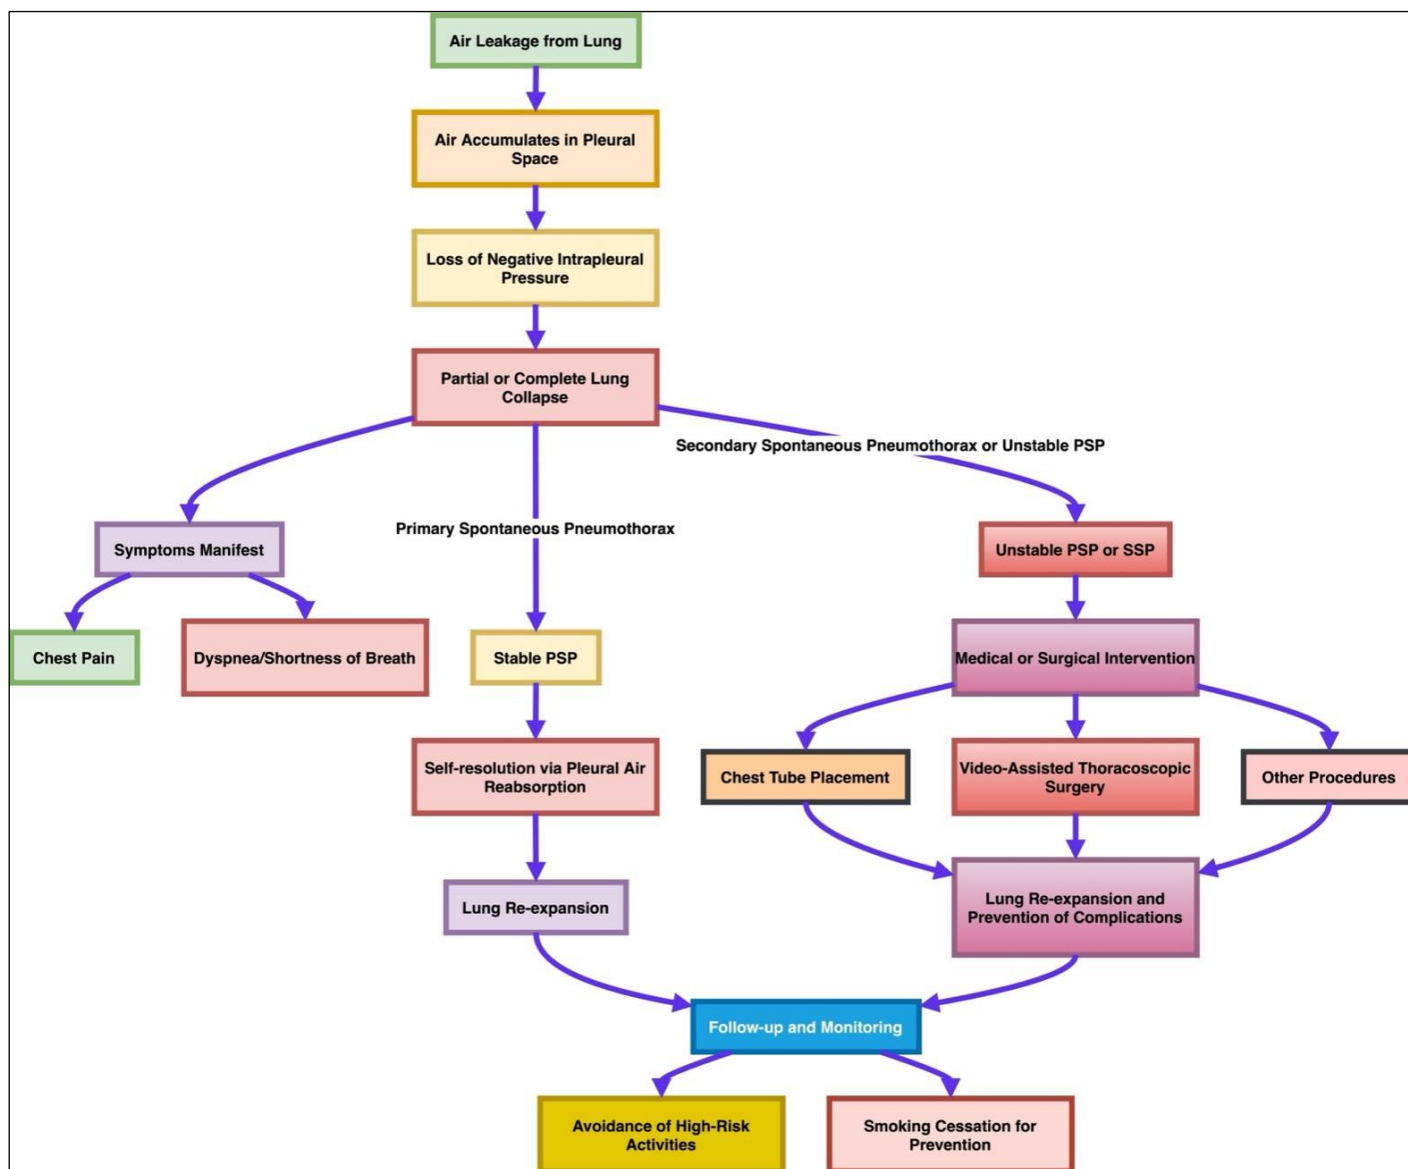 Air Leakage from Lung
Air Accumulates in Pleural
Space
Loss of Negative Intrapleural
Pressure
Partial or Complete Lung
Collapse
Secondary Spontaneous Pneumothorax or Unstable PSP
Primary Spontaneous Pneumothorax
Symptoms Manifest
Unstable PSP or SSP
Chest Pain
Dyspnea/Shortness of Breath
Stable PSP
Medical or Surgical Intervention
Self-resolution via Pleural Air
Reabsorption
Chest Tube Placement
Video-Assisted Thoracoscopic
Surgery
Other Procedures
Lung Re-expansion
Lung Re-expansion and
Prevention of Complications
Follow-up and Monitoring
Avoidance of High-Risk
Activities
Smoking Cessation for
Prevention